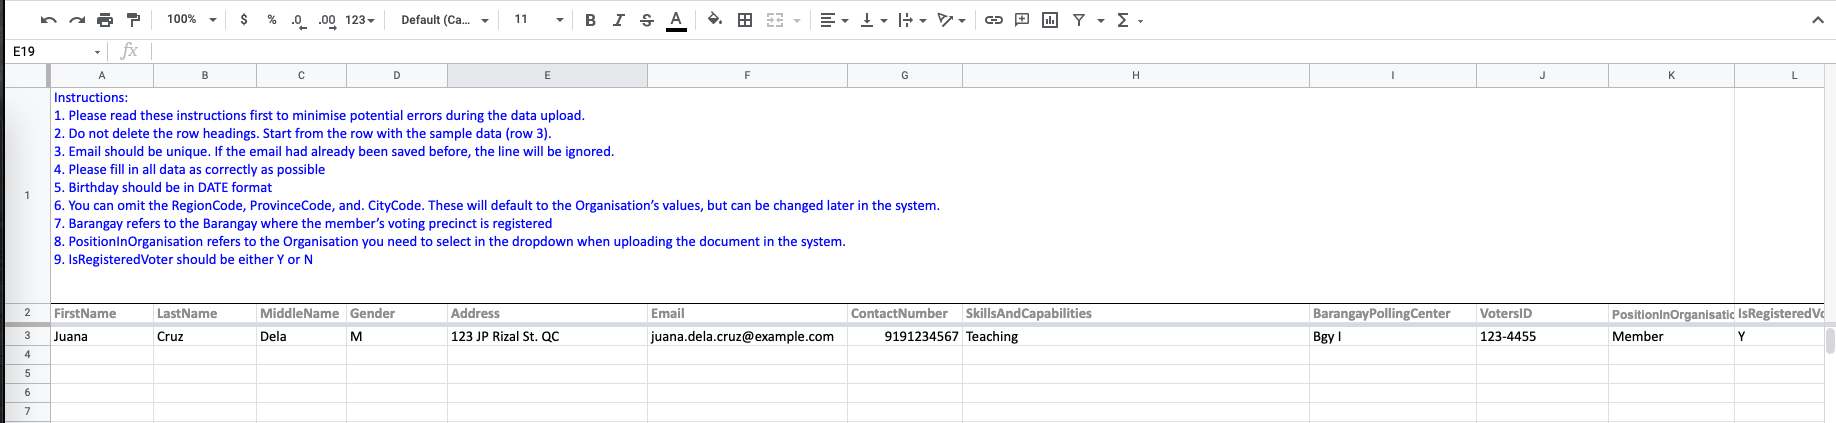 100% $ % .0 .00 123 Default (Ca... 11 B I S A
E19 fx
A B C D E F G H I J K L
1
Instructions:
1. Please read these instructions first to minimise potential errors during the data upload.
2. Do not delete the row headings. Start from the row with the sample data (row 3).
3. Email should be unique. If the email had already been saved before, the line will be ignored.
4. Please fill in all data as correctly as possible
5. Birthday should be in DATE format
6. You can omit the RegionCode, ProvinceCode, and. CityCode. These will default to the Organisation's values, but can be changed later in the system.
7. Barangay refers to the Barangay where the member's voting precinct is registered
8. PositionInOrganisation refers to the Organisation you need to select in the dropdown when uploading the document in the system.
9. IsRegisteredVoter should be either Y or N
2 FirstName LastName MiddleName Gender Address Email ContactNumber SkillsAndCapabilities BarangayPollingCenter VotersID PositionInOrganisatic IsRegisteredVo
3 Juana Cruz Dela M 123 JP Rizal St. QC juana.dela.cruz@example.com 9191234567 Teaching Bgy I 123-4455 Member Y
4
5
6
7